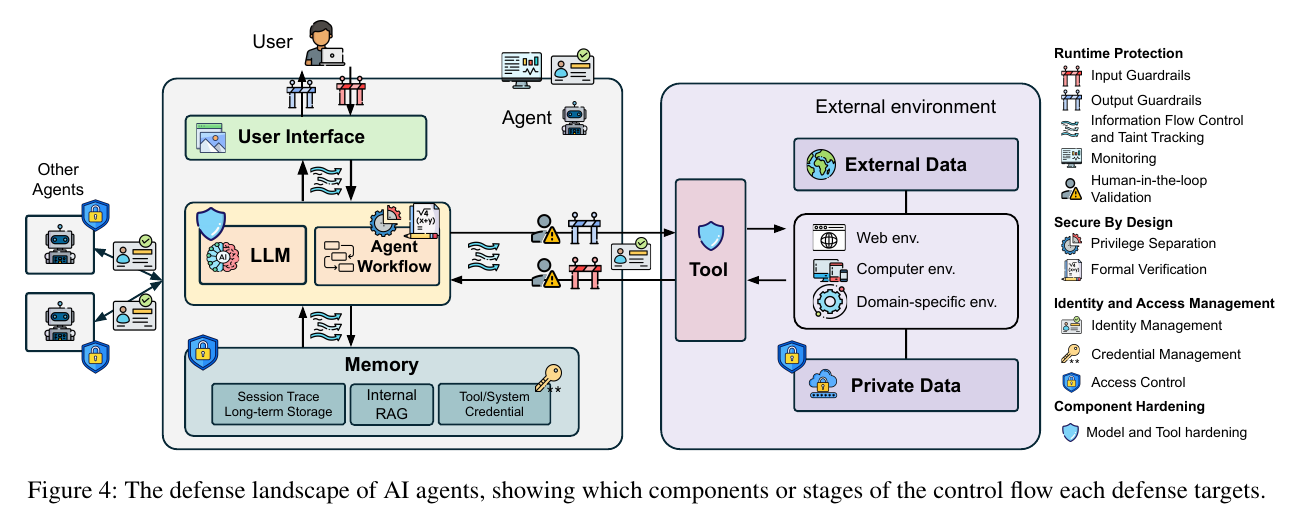 User
Agent
User Interface
Other
Agents
AI
LLM
√4
(x+y)
Agent
Workflow
Memory
Session Trace
Long-term Storage
Internal
RAG
Tool/System
Credential
**
External environment
Tool
External Data
Web env.
Computer env.
Domain-specific env.
Private Data
Runtime Protection
Input Guardrails
Output Guardrails
Information Flow Control
and Taint Tracking
Monitoring
Human-in-the-loop
Validation
Secure By Design
Privilege Separation
√4
(x+y)
Formal Verification
Identity and Access Management
Identity Management
**
Credential Management
Access Control
Component Hardening
Model and Tool hardening
Figure 4: The defense landscape of AI agents, showing which components or stages of the control flow each defense targets.